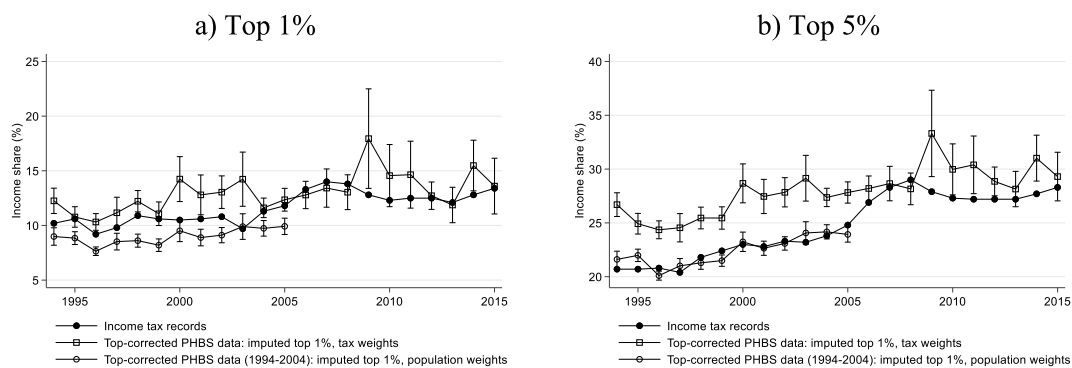 a) Top 1%
25
20
15
10
5
Income share (%)
1995 2000 2005 2010 2015
Income tax records
Top-corrected PHBS data: imputed top 1%, tax weights
Top-corrected PHBS data (1994-2004): imputed top 1%, population weights
b) Top 5%
40
35
30
25
20
Income share (%)
1995 2000 2005 2010 2015
Income tax records
Top-corrected PHBS data: imputed top 1%, tax weights
Top-corrected PHBS data (1994-2004): imputed top 1%, population weights